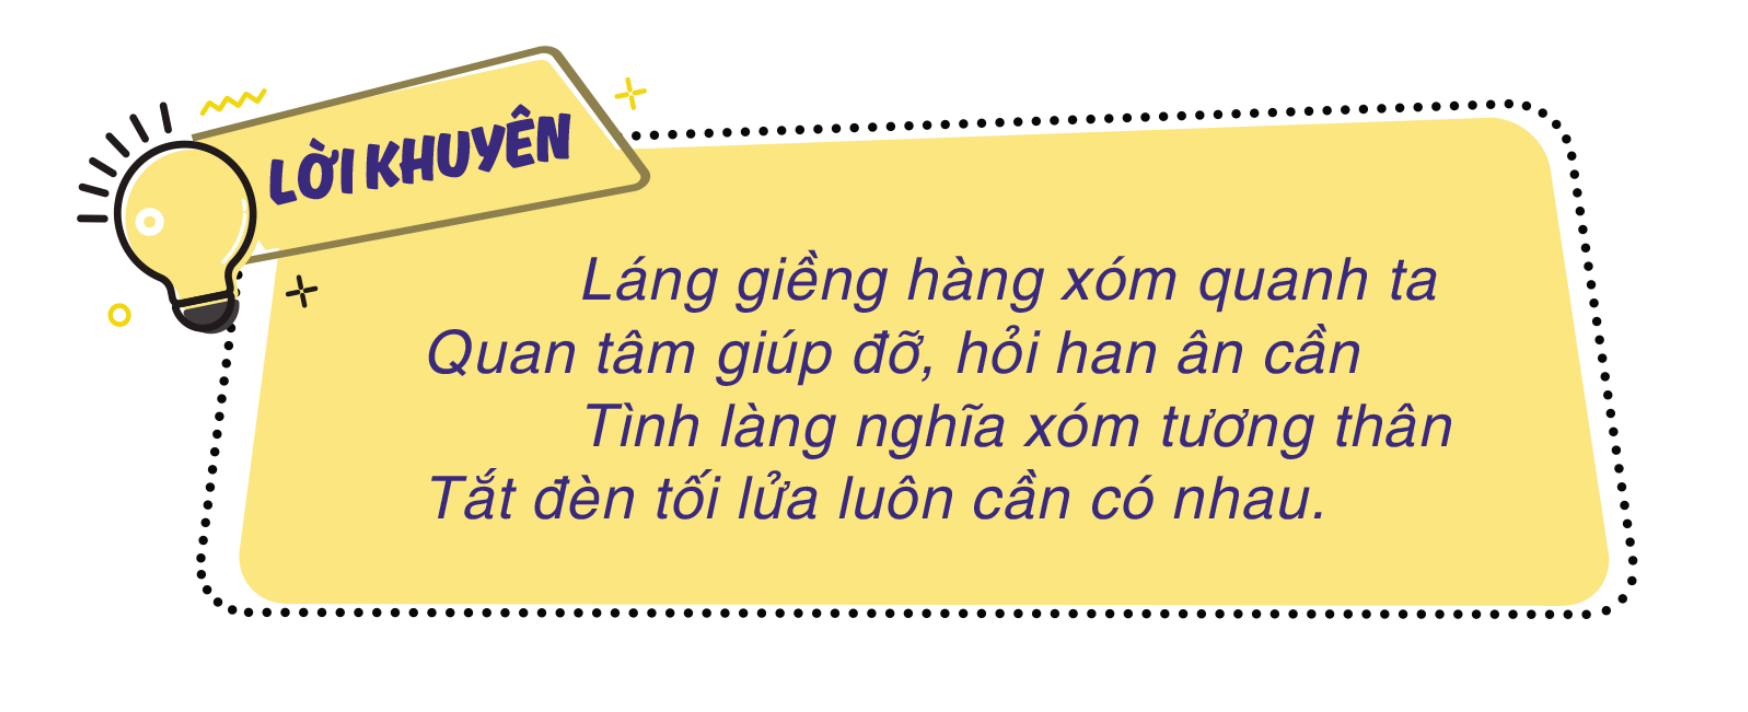 LỜI KHUYÊN
Láng giềng hàng xóm quanh ta
Quan tâm giúp đỡ, hỏi han ân cần
Tình làng nghĩa xóm tương thân
Tắt đèn tối lửa luôn cần có nhau.